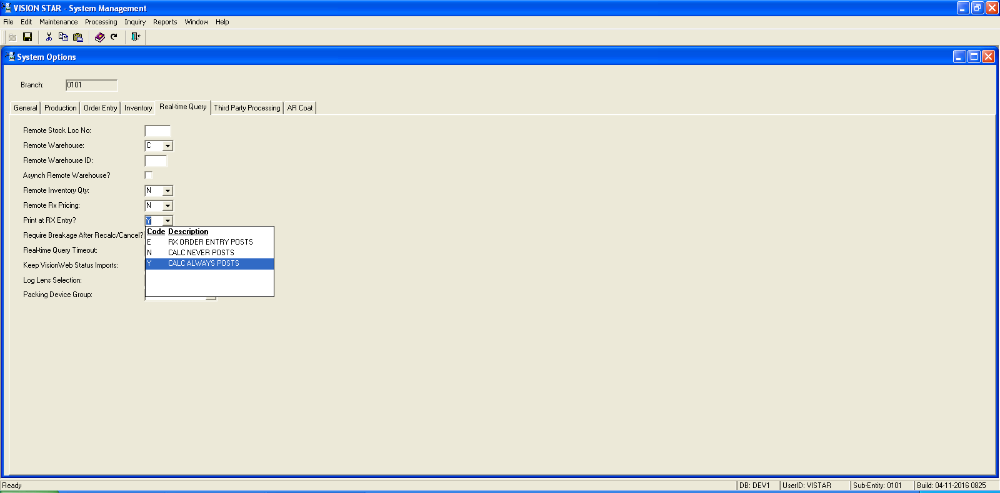 VISION STAR - System Management
File Edit Maintenance Processing Inquiry Reports Window Help
System Options
Branch: 0101
General Production Order Entry Inventory Real-time Query Third Party Processing AR Coat
Remote Stock Loc No:
Remote Warehouse: C
Remote Warehouse ID:
Asynch Remote Warehouse?
Remote Inventory Qty: N
Remote Rx Pricing: N
Print at RX Entry? Y
Code Description
E RX ORDER ENTRY POSTS
N CALC NEVER POSTS
Y CALC ALWAYS POSTS
Require Breakage After Recalc/Cancel?
Real-time Query Timeout:
Keep VisionWeb Status Imports:
Log Lens Selection:
Packing Device Group:
Ready DB: DEV1 UserID: VISTAR Sub-Entity: 0101 Build: 04-11-2016 0825